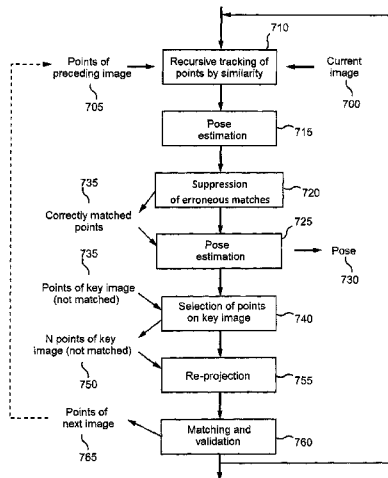 710
Points of
preceding image
705
Recursive tracking of
points by similarity
Current
image
700
Pose
estimation
715
735
Suppression
of erroneous matches
720
Correctly matched
points
725
Pose
estimation
Pose
730
735
Points of key image
(not matched)
Selection of points
on key image
740
N points of key
image (not matched)
750
Re-projection
755
Points of
next image
765
Matching and
validation
760